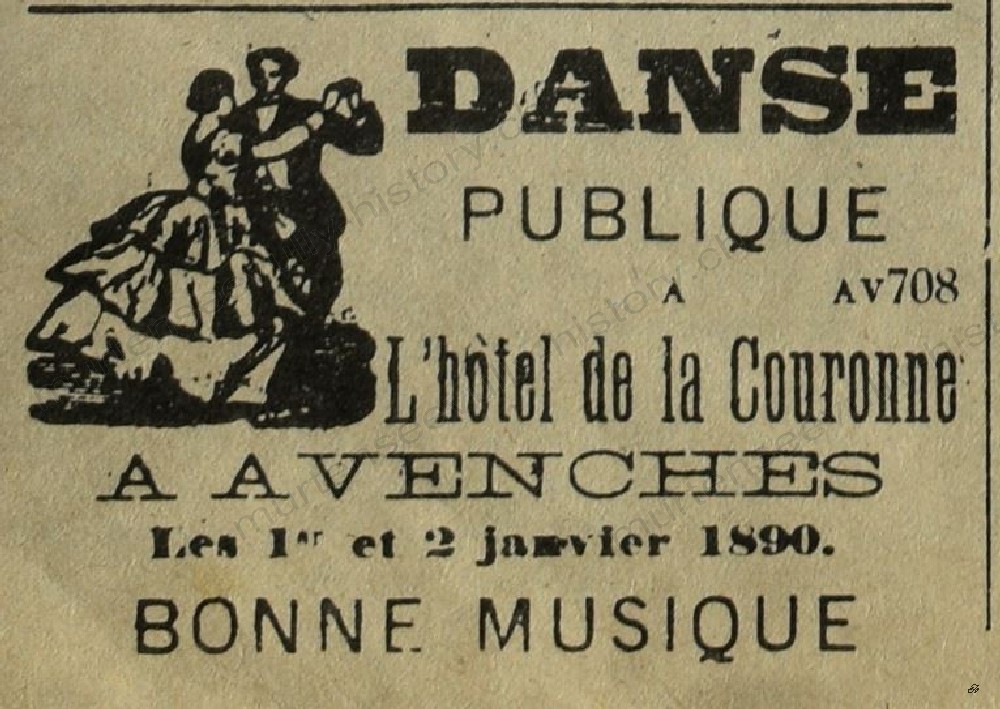 DANSE
PUBLIQUE
A AV708
L'hôtel de la Couronne
A AVENCHES
Les 1er et 2 janvier 1890.
BONNE MUSIQUE